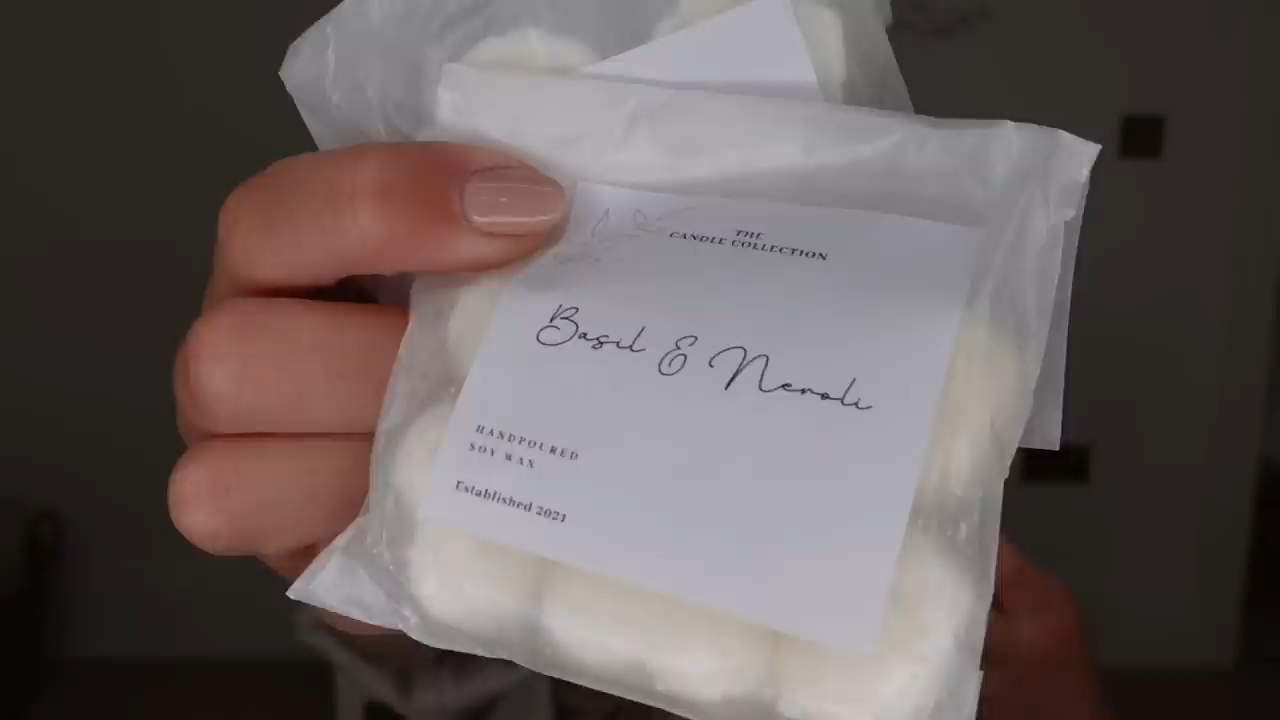 THE
CANDLE COLLECTION
Basil & Neroli
HANDPOURED
SOY WAX
Established 2021